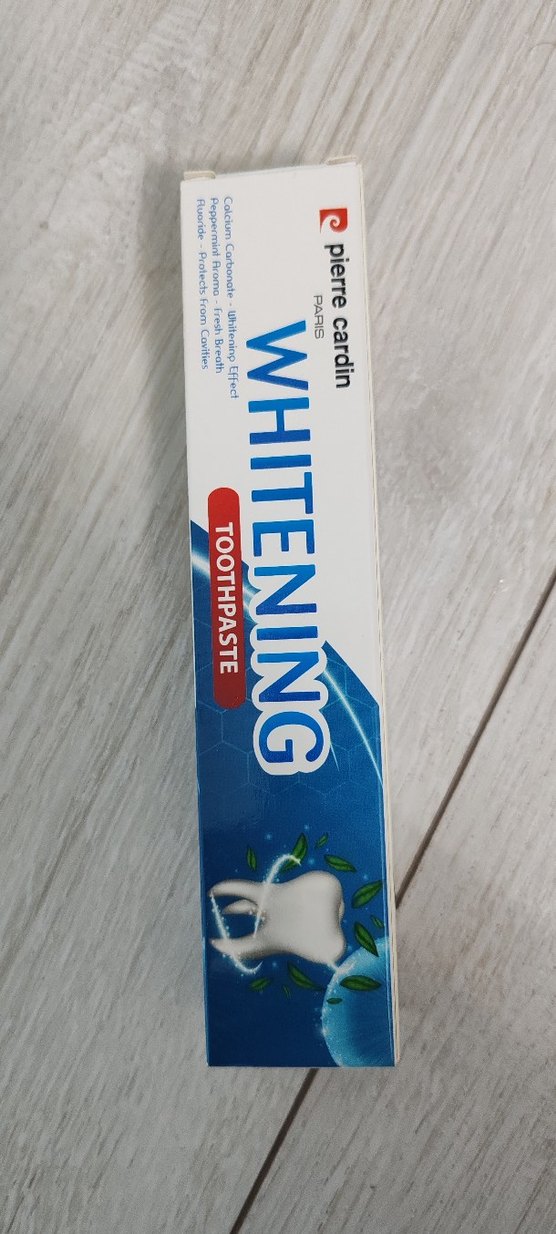 pierre cardin
PARIS
WHITENING
TOOTHPASTE
Calcium Carbonate - Whitening Effect
Peppermint Aroma - Fresh Breath
Fluoride - Protects From Cavities